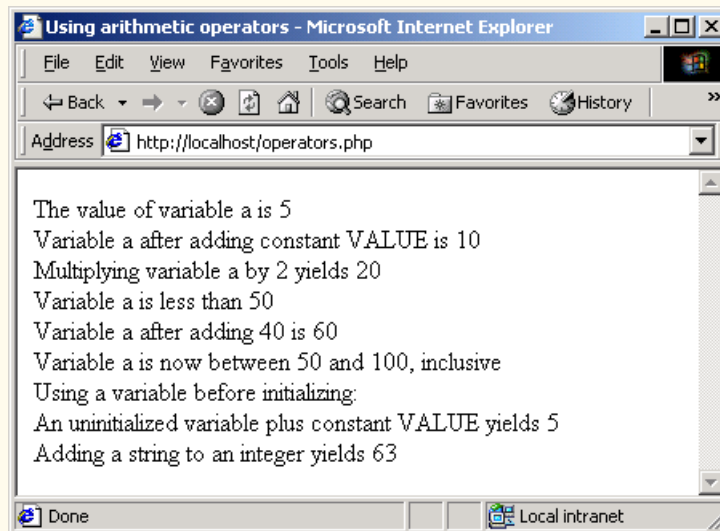 Using arithmetic operators - Microsoft Internet Explorer
File Edit View Favorites Tools Help
Back Search Favorites History »
Address http://localhost/operators.php
The value of variable a is 5
Variable a after adding constant VALUE is 10
Multiplying variable a by 2 yields 20
Variable a is less than 50
Variable a after adding 40 is 60
Variable a is now between 50 and 100, inclusive
Using a variable before initializing:
An uninitialized variable plus constant VALUE yields 5
Adding a string to an integer yields 63
Done Local intranet